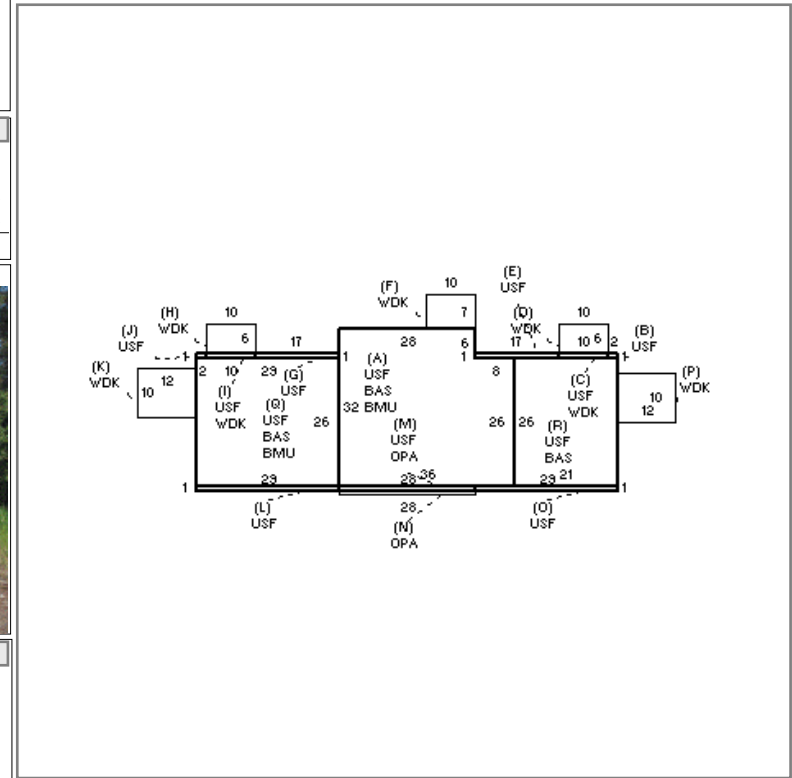 (E)
USF
(F)
WDK
10
7
(H)
WDK
10
6
(D)
WDK
10
(J)
USF
1
17
28
6
1
17
10 6 2
(B)
USF
1
(K)
WDK
12
10
2
10
29
(G)
USF
1
(A)
USF
BAS
BMU
32
8
(C)
USF
WDK
(P)
WDK
10
12
(I)
USF
WDK
(Q)
USF
BAS
BMU
26
(M)
USF
OPA
26
26
(R)
USF
BAS
29
28
36
29
21
1
1
(L)
USF
28
(N)
OPA
(O)
USF